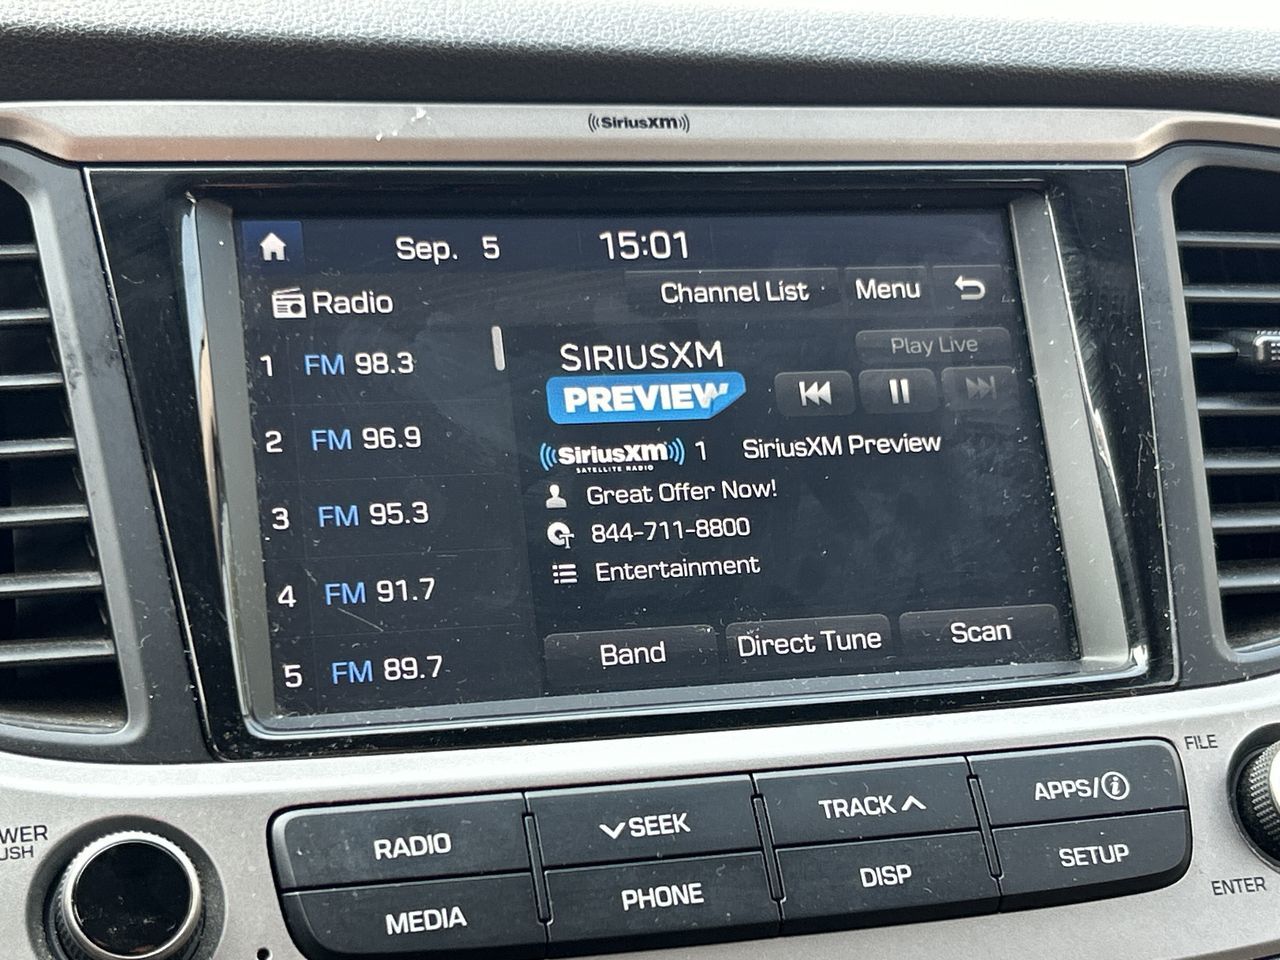 SiriusXM
Sep. 5 15:01
Radio
Channel List Menu
1 FM 98.3
2 FM 96.9
3 FM 95.3
4 FM 91.7
5 FM 89.7
SIRIUSXM
PREVIEW
Play Live
SiriusXM 1 SiriusXM Preview
SATELLITE RADIO
Great Offer Now!
844-711-8800
Entertainment
Band Direct Tune Scan
RADIO SEEK TRACK APPS/i
MEDIA PHONE DISP SETUP
WER
USH
FILE
ENTER